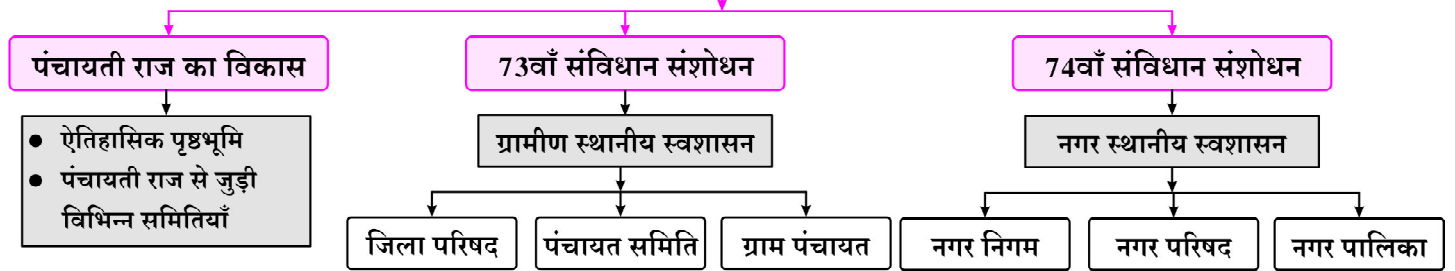 पंचायती राज का विकास
73वाँ संविधान संशोधन
74वाँ संविधान संशोधन
● ऐतिहासिक पृष्ठभूमि
● पंचायती राज से जुड़ी
विभिन्न समितियाँ
ग्रामीण स्थानीय स्वशासन
नगर स्थानीय स्वशासन
जिला परिषद
पंचायत समिति
ग्राम पंचायत
नगर निगम
नगर परिषद
नगर पालिका